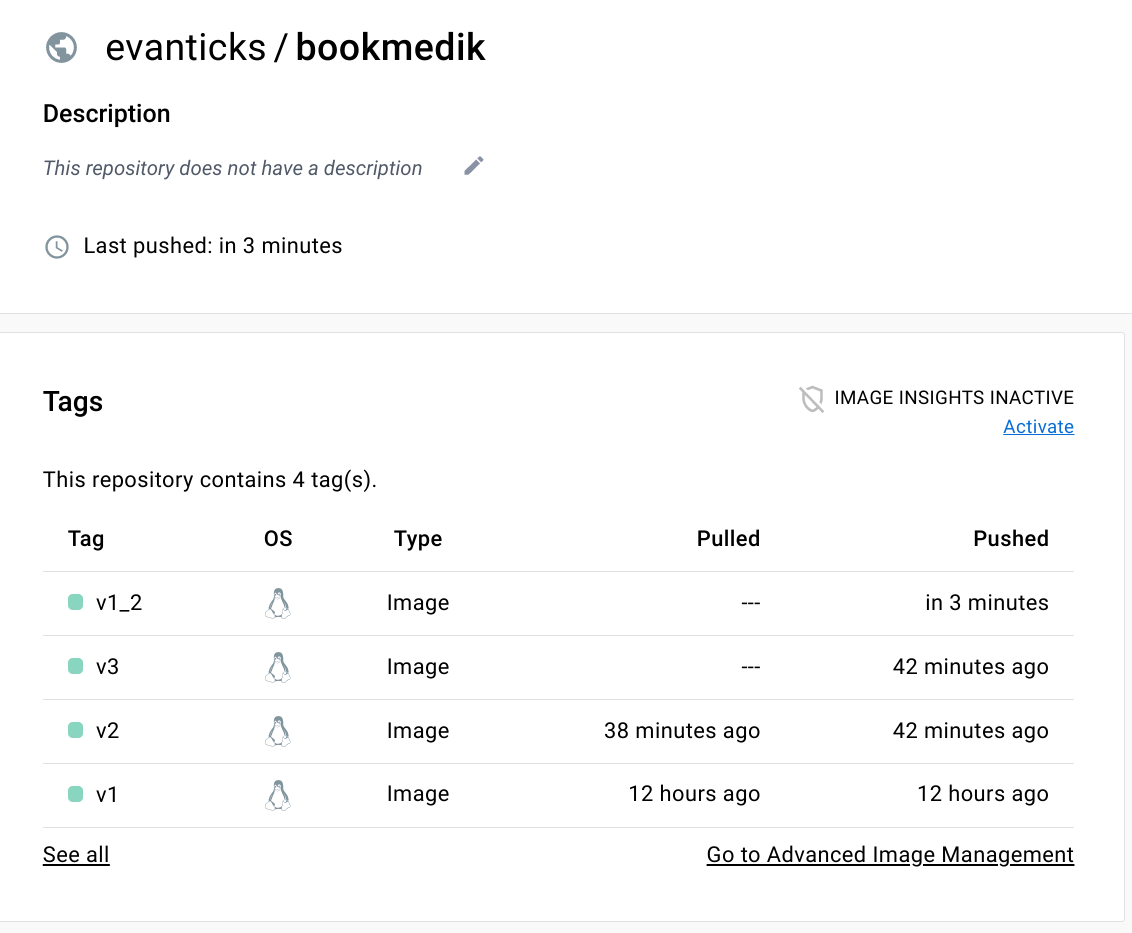 evanticks / bookmedik
Description
This repository does not have a description
Last pushed: in 3 minutes
Tags
IMAGE INSIGHTS INACTIVE
Activate
This repository contains 4 tag(s).
Tag OS Type Pulled Pushed
v1_2 Image --- in 3 minutes
v3 Image --- 42 minutes ago
v2 Image 38 minutes ago 42 minutes ago
v1 Image 12 hours ago 12 hours ago
See all Go to Advanced Image Management